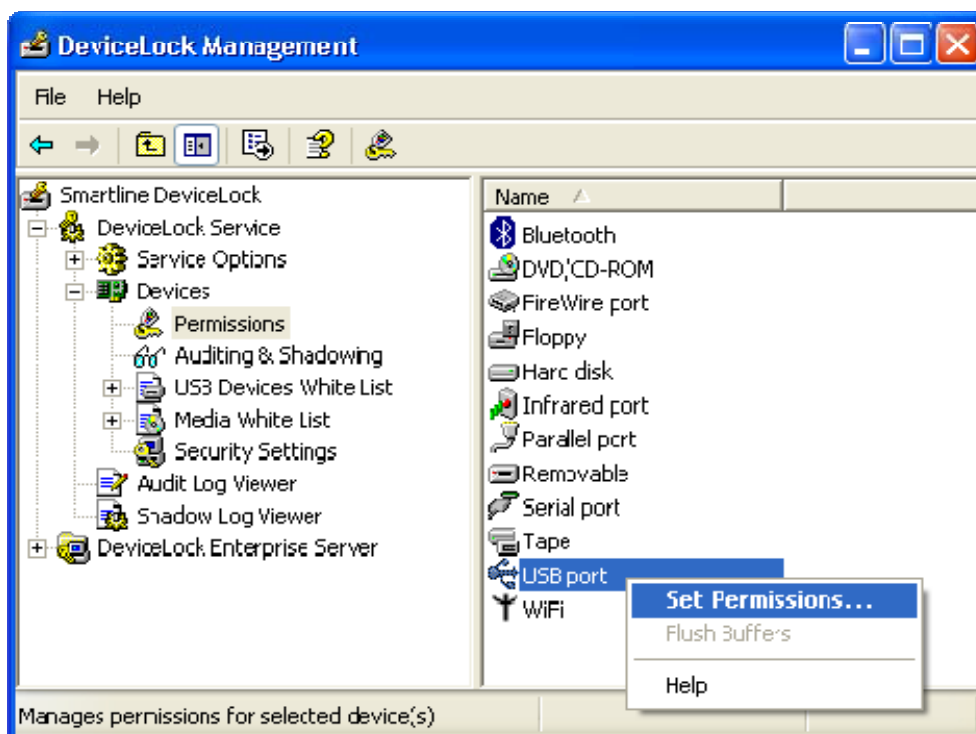 DeviceLock Management
File Help
Smartline DeviceLock
DeviceLock Service
Service Options
Devices
Permissions
Auditing & Shadowing
USB Devices White List
Media White List
Security Settings
Audit Log Viewer
Shadow Log Viewer
DeviceLock Enterprise Server
Name
Bluetooth
DVD/CD-ROM
FireWire port
Floppy
Hard disk
Infrared port
Parallel port
Removable
Serial port
Tape
USB port
WiFi
Set Permissions...
Flush Buffers
Help
Manages permissions for selected device(s)